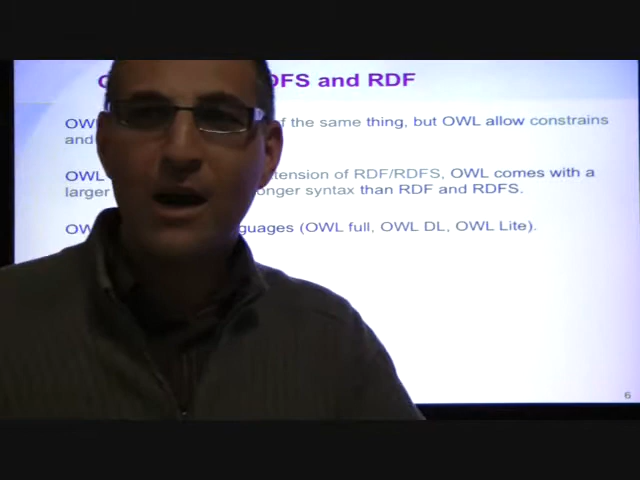 DFS and RDF
OWL of the same thing, but OWL allow constrains
and
OWL tension of RDF/RDFS, OWL comes with a
larger onger syntax than RDF and RDFS.
OW guages (OWL full, OWL DL, OWL Lite).
6